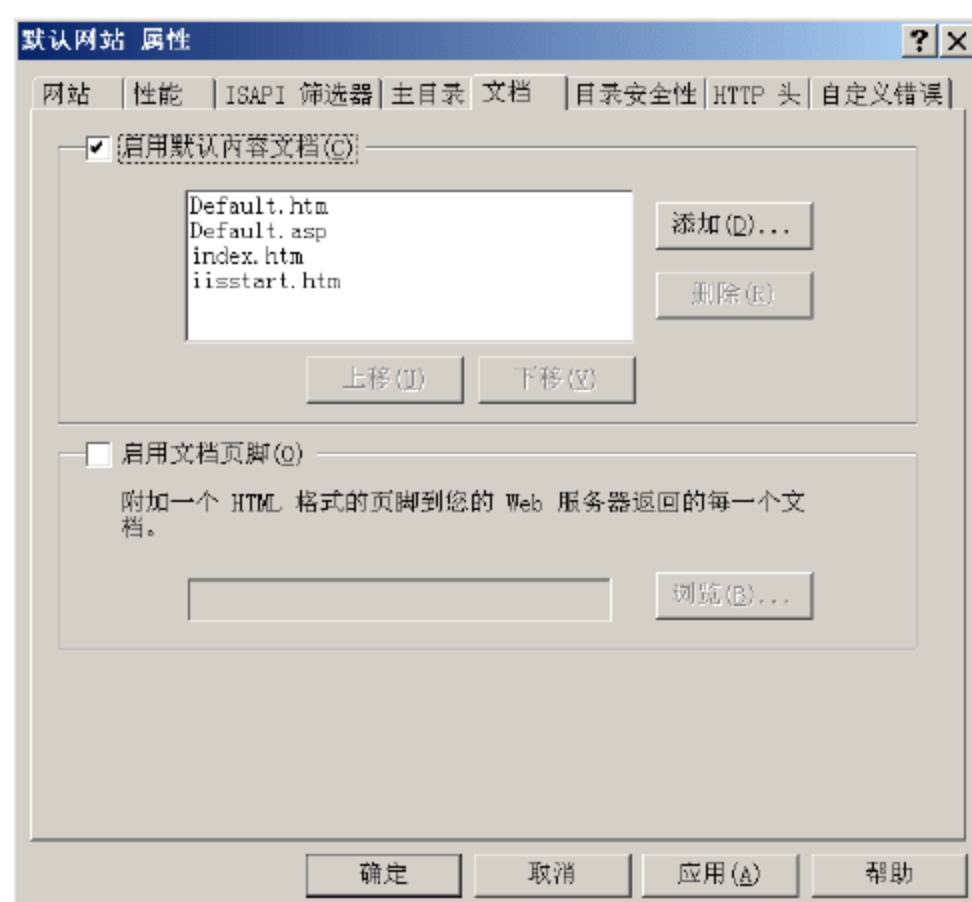 默认网站 属性
网站 性能 ISAPI 筛选器 主目录 文档 目录安全性 HTTP 头 自定义错误
启用默认内容文档(C)
Default.htm
Default.asp
index.htm
iisstart.htm
添加(D)...
删除(R)
上移(U) 下移(V)
启用文档页脚(O)
附加一个 HTML 格式的页脚到您的 Web 服务器返回的每一个文
档。
浏览(B)...
确定 取消 应用(A) 帮助